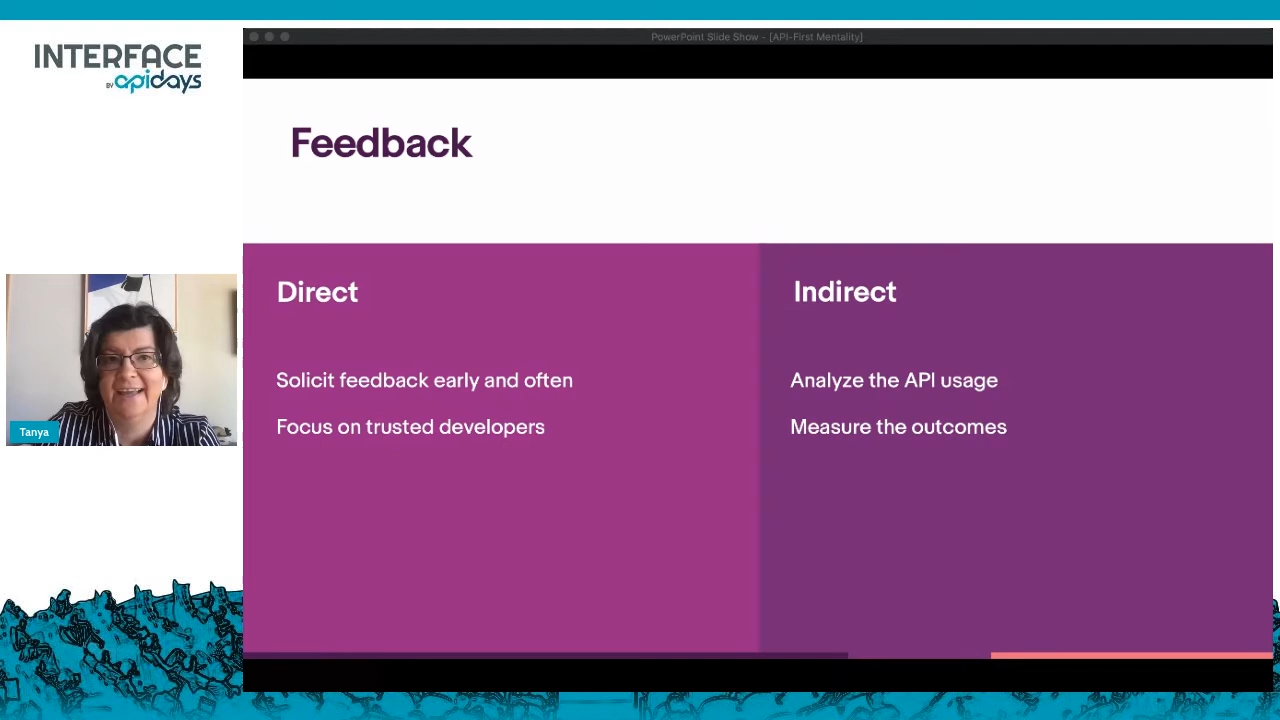 INTERFACE
BY apidays
PowerPoint Slide Show - [API-First Mentality]
Feedback
Direct
Solicit feedback early and often
Focus on trusted developers
Indirect
Analyze the API usage
Measure the outcomes
Tanya